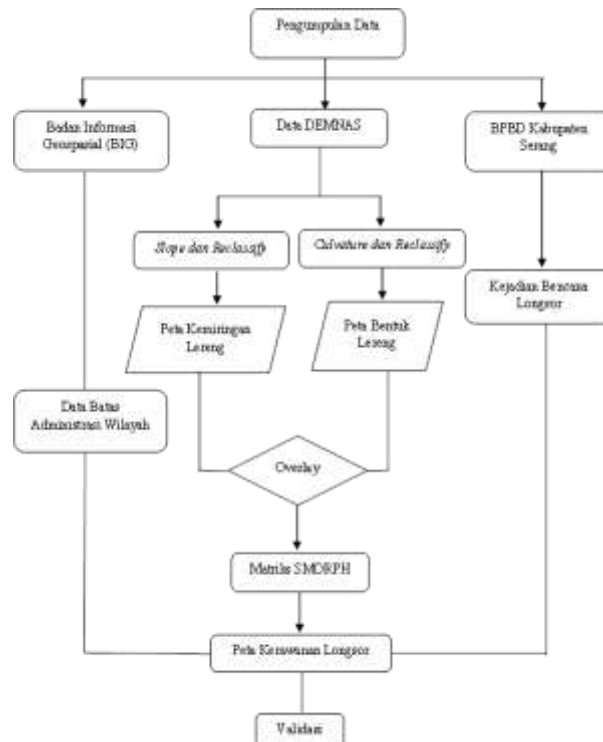 Pengumpulan Data
Badan Informasi
Geospasial (BIG)
Data DEMNAS
BPBD Kabupaten
Serang
Slope dan Reclassify
Culvature dan Reclassify
Kejadian Bencana
Longsor
Peta Kemiringan
Lereng
Peta Bentuk
Lereng
Data Batas
Administrasi Wilayah
Overlay
Matriks SMORPH
Peta Kerawanan Longsor
Validasi